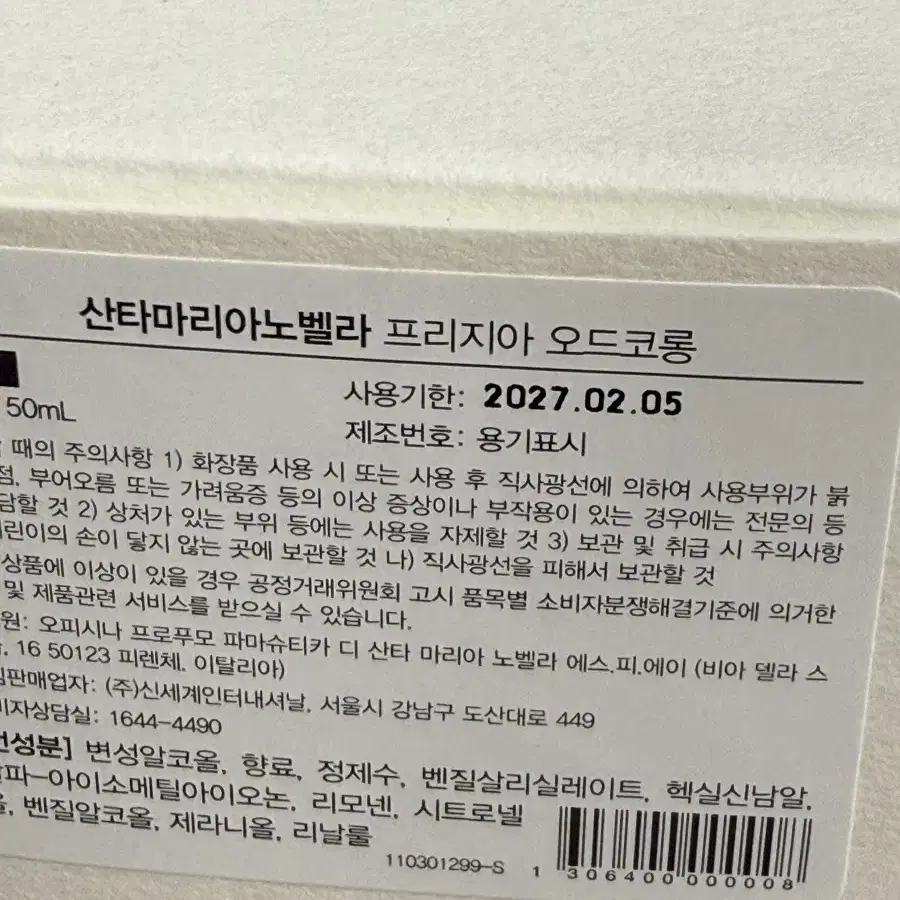 산타마리아노벨라 프리지아 오드코롱
50mL
사용기한: 2027.02.05
제조번호: 용기표시
때의 주의사항 1) 화장품 사용 시 또는 사용 후 직사광선에 의하여 사용부위가 붉
점, 부어오름 또는 가려움증 등의 이상 증상이나 부작용이 있는 경우에는 전문의 등
담할 것 2) 상처가 있는 부위 등에는 사용을 자제할 것 3) 보관 및 취급 시 주의사항
린이의 손이 닿지 않는 곳에 보관할 것 나) 직사광선을 피해서 보관할 것
상품에 이상이 있을 경우 공정거래위원회 고시 품목별 소비자분쟁해결기준에 의거한
및 제품관련 서비스를 받으실 수 있습니다.
원: 오피시나 프로푸모 파마슈티카 디 산타 마리아 노벨라 에스.피.에이 (비아 델라 스
16 50123 피렌체, 이탈리아)
판매업자: (주)신세계인터내셔날, 서울시 강남구 도산대로 449
비자상담실: 1644-4490
성분] 변성알코올, 향료, 정제수, 벤질살리실레이트, 헥실신남알,
파-아이소메틸아이오논, 리모넨, 시트로넬
올, 벤질알코올, 제라니올, 리날룰
110301299-S
1 306400 000008